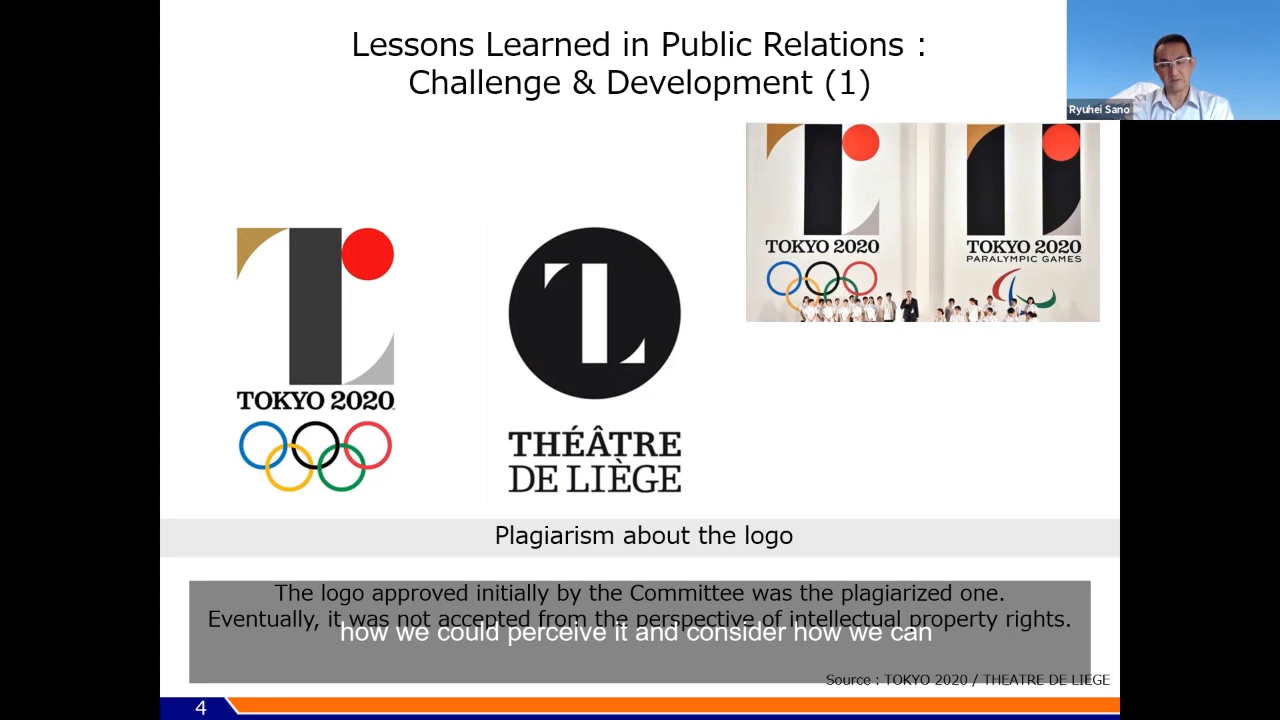 Lessons Learned in Public Relations :
Challenge & Development (1)
Ryuhei Sano
TOKYO 2020
TOKYO 2020
PARALYMPIC GAMES
TOKYO 2020
THÉÂTRE
DE LIÈGE
Plagiarism about the logo
The logo approved initially by the Committee was the plagiarized one.
Eventually, it was not accepted from the perspective of intellectual property rights.
how we could perceive it and consider how we can
Source : TOKYO 2020 / THEATRE DE LIEGE
4